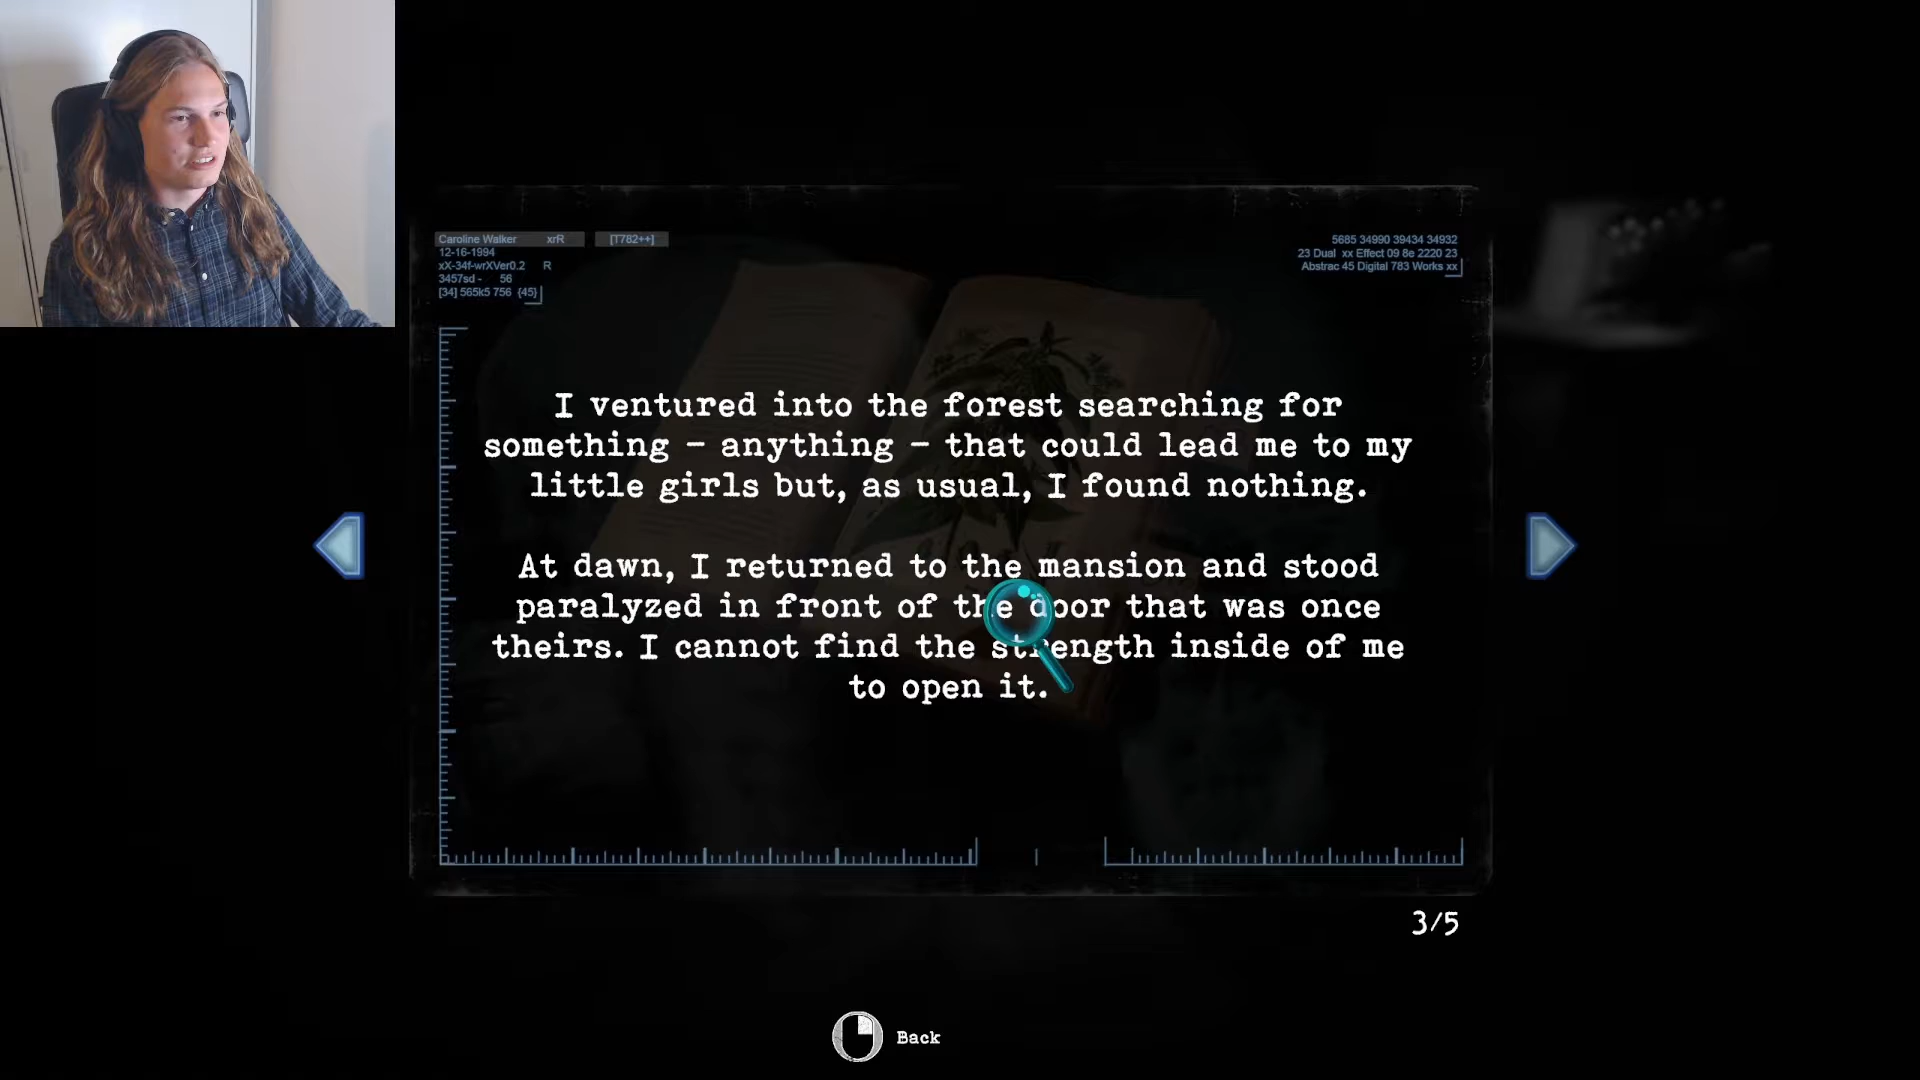 Caroline Walker xrR [T782++]
12-16-1994
xX-34f-wrXVer0.2 R
3457sd - 56
[34] 565k5 756 {45}
5685 34990 39434 34932
23 Dual xx Effect 09 8e 2220 23
Abstrac 45 Digital 783 Works xx
I ventured into the forest searching for
something - anything - that could lead me to my
little girls but, as usual, I found nothing.
At dawn, I returned to the mansion and stood
paralyzed in front of the door that was once
theirs. I cannot find the strength inside of me
to open it.
3/5
Back